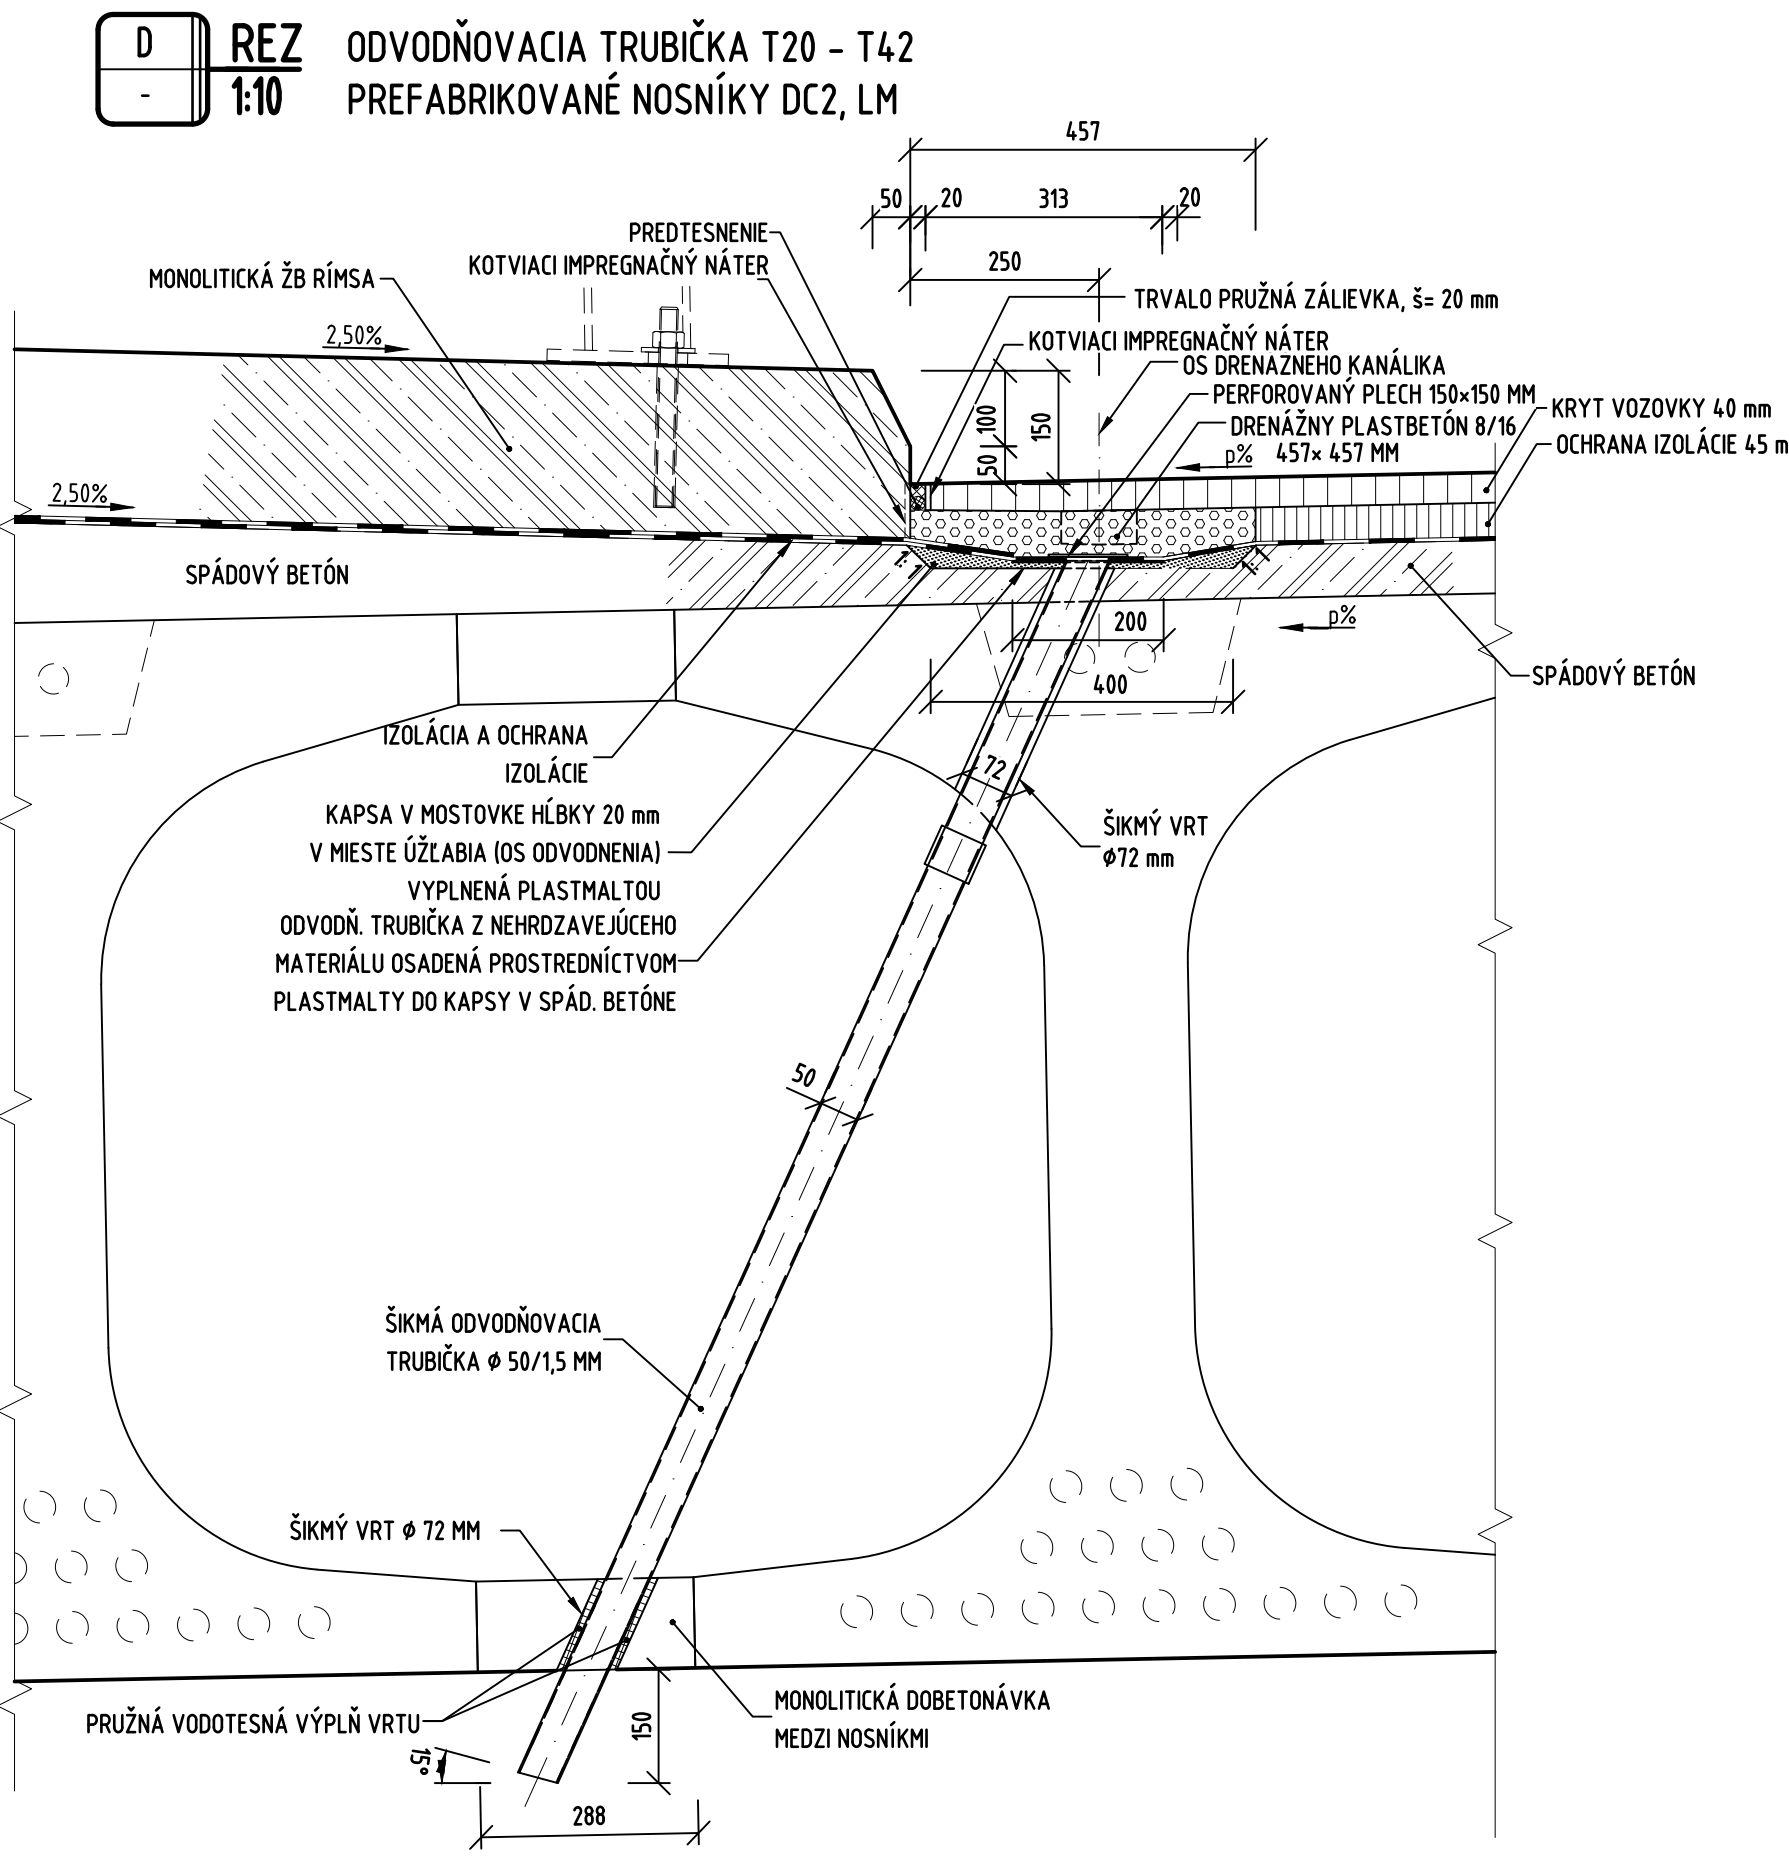 D
-
REZ
1:10
ODVODŇOVACIA TRUBIČKA T20 - T42
PREFABRIKOVANÉ NOSNÍKY DC2, LM
457
50
20
313
20
250
PREDTESNENIE
KOTVIACI IMPREGNAČNÝ NÁTER
MONOLITICKÁ ŽB RÍMSA
2,50%
TRVALO PRUŽNÁ ZÁLIEVKA, š= 20 mm
KOTVIACI IMPREGNAČNÝ NÁTER
OS DRENAZNEHO KANÁLIKA
PERFOROVANÝ PLECH 150×150 MM
DRENÁŽNY PLASTBETÓN 8/16
457× 457 MM
KRYT VOZOVKY 40 mm
OCHRANA IZOLÁCIE 45 m
100
150
50
p%
2,50%
SPÁDOVÝ BETÓN
1:1
1:1
200
p%
400
SPÁDOVÝ BETÓN
IZOLÁCIA A OCHRANA
IZOLÁCIE
72
KAPSA V MOSTOVKE HĹBKY 20 mm
V MIESTE ÚŽĽABIA (OS ODVODNENIA)
VYPLNENÁ PLASTMALTOU
ŠIKMÝ VRT
ϕ72 mm
ODVODŇ. TRUBIČKA Z NEHRDZAVEJÚCEHO
MATERIÁLU OSADENÁ PROSTREDNÍCTVOM
PLASTMALTY DO KAPSY V SPÁD. BETÓNE
50
ŠIKMÁ ODVODŇOVACIA
TRUBIČKA ϕ 50/1,5 MM
ŠIKMÝ VRT ϕ 72 MM
PRUŽNÁ VODOTESNÁ VÝPLŇ VRTU
MONOLITICKÁ DOBETONÁVKA
MEDZI NOSNÍKMI
150
15°
288